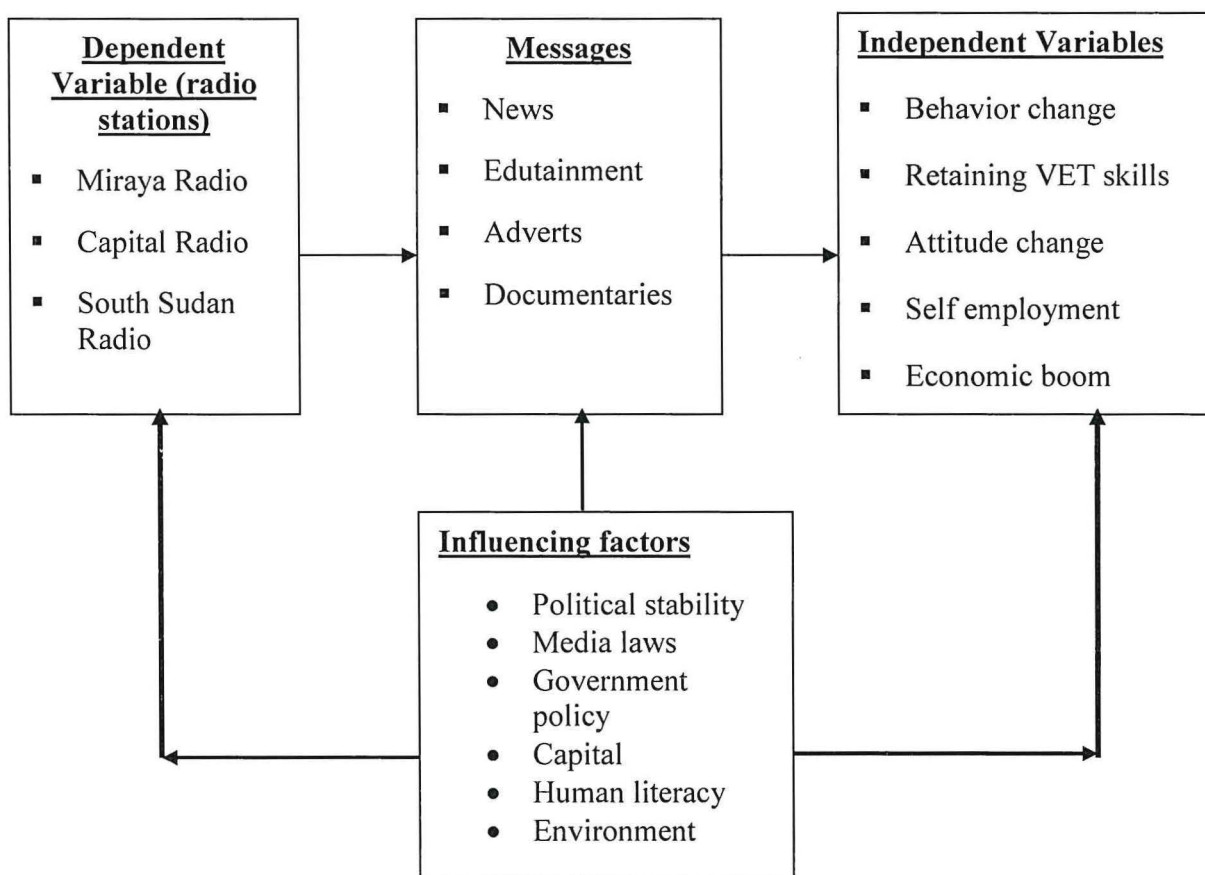 Dependent
Variable (radio
stations)
▪ Miraya Radio
▪ Capital Radio
▪ South Sudan
Radio
Messages
▪ News
▪ Edutainment
▪ Adverts
▪ Documentaries
Independent Variables
▪ Behavior change
▪ Retaining VET skills
▪ Attitude change
▪ Self employment
▪ Economic boom
Influencing factors
• Political stability
• Media laws
• Government
policy
• Capital
• Human literacy
• Environment